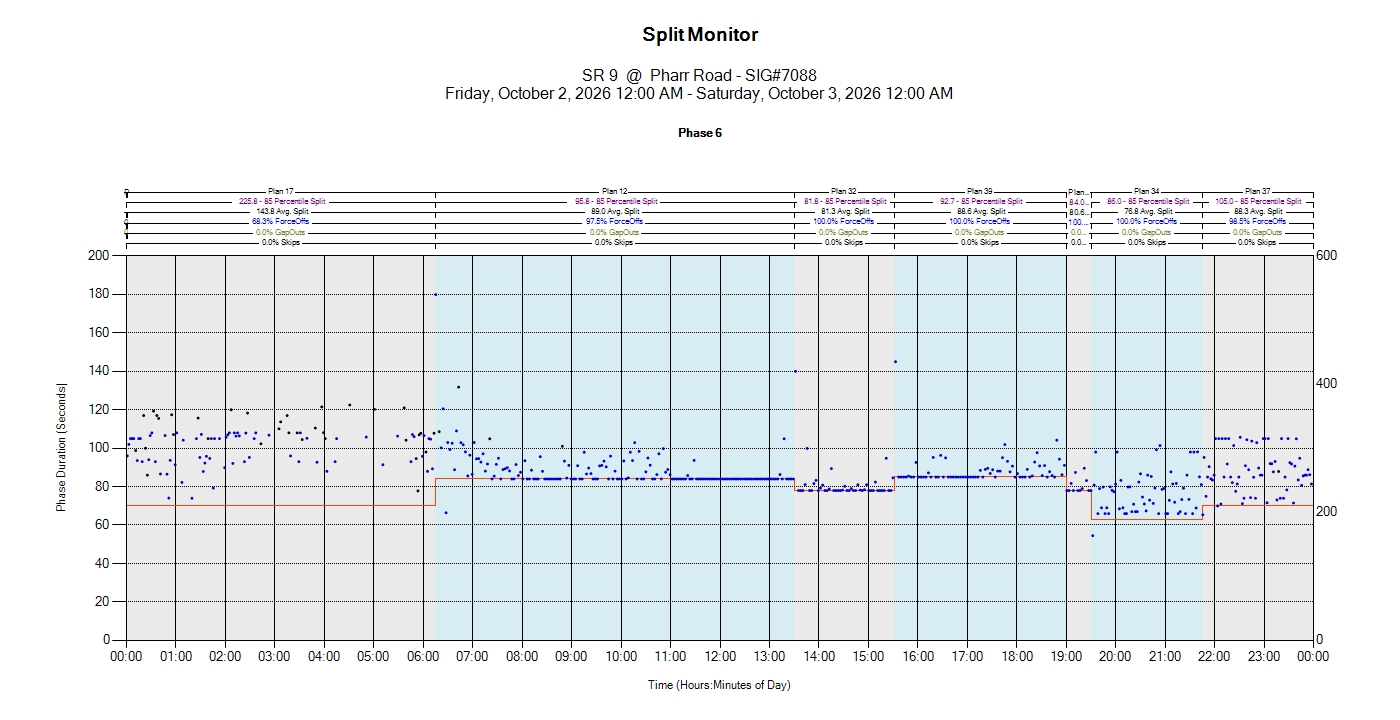 Split Monitor
SR 9 @ Pharr Road - SIG#7088
Friday, October 2, 2026 12:00 AM - Saturday, October 3, 2026 12:00 AM
Phase 6
Plan 17 Plan 12 Plan 32 Plan 39 Plan... Plan 34 Plan 37
225.8 - 85 Percentile Split 95.8 - 85 Percentile Split 81.8 - 85 Percentile Split 92.7 - 85 Percentile Split 84.0... 86.0 - 85 Percentile Split 105.0 - 85 Percentile Split
143.8 Avg. Split 89.0 Avg. Split 81.3 Avg. Split 88.6 Avg. Split 80.6... 76.8 Avg. Split 88.3 Avg. Split
68.3% ForceOffs 97.5% ForceOffs 100.0% ForceOffs 100.0% ForceOffs 100... 100.0% ForceOffs 98.5% ForceOffs
0.0% GapOuts 0.0% GapOuts 0.0% GapOuts 0.0% GapOuts 0.0... 0.0% GapOuts 0.0% GapOuts
0.0% Skips 0.0% Skips 0.0% Skips 0.0% Skips 0.0... 0.0% Skips 0.0% Skips
200 600
180
160
140
400
120
100
80
200
60
40
20
0 0
Phase Duration [Seconds]
00:00 01:00 02:00 03:00 04:00 05:00 06:00 07:00 08:00 09:00 10:00 11:00 12:00 13:00 14:00 15:00 16:00 17:00 18:00 19:00 20:00 21:00 22:00 23:00 00:00
Time (Hours:Minutes of Day)